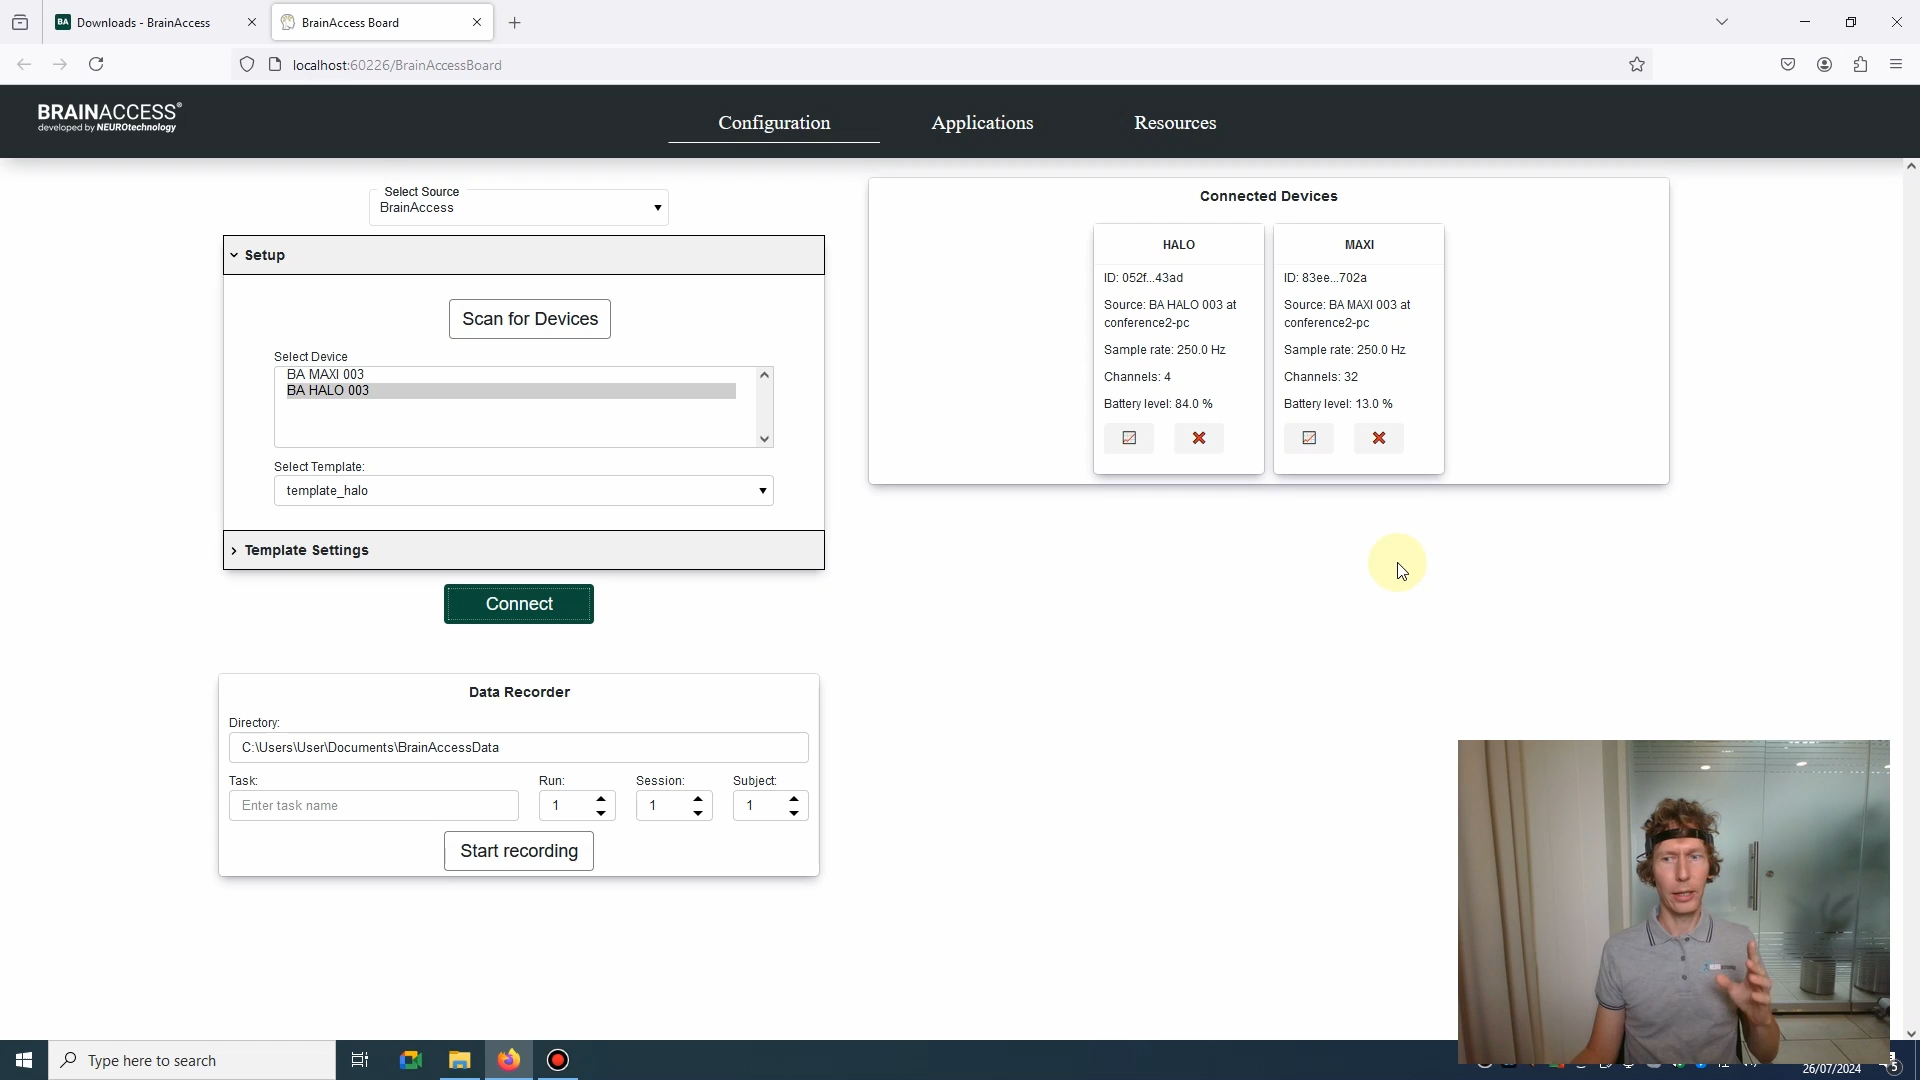 BA Downloads - BrainAccess
BrainAccess Board
localhost:60226/BrainAccessBoard
BRAINACCESS®
developed by NEUROtechnology
Configuration
Applications
Resources
Select Source
BrainAccess
Setup
Scan for Devices
Select Device
BA MAXI 003
BA HALO 003
Select Template:
template_halo
Template Settings
Connect
Connected Devices
HALO
ID: 052f...43ad
Source: BA HALO 003 at
conference2-pc
Sample rate: 250.0 Hz
Channels: 4
Battery level: 84.0 %
MAXI
ID: 83ee...702a
Source: BA MAXI 003 at
conference2-pc
Sample rate: 250.0 Hz
Channels: 32
Battery level: 13.0 %
Data Recorder
Directory:
C:\Users\User\Documents\BrainAccessData
Task: Run: Session: Subject:
Enter task name 1 1 1
Start recording
Type here to search
26/07/2024
5